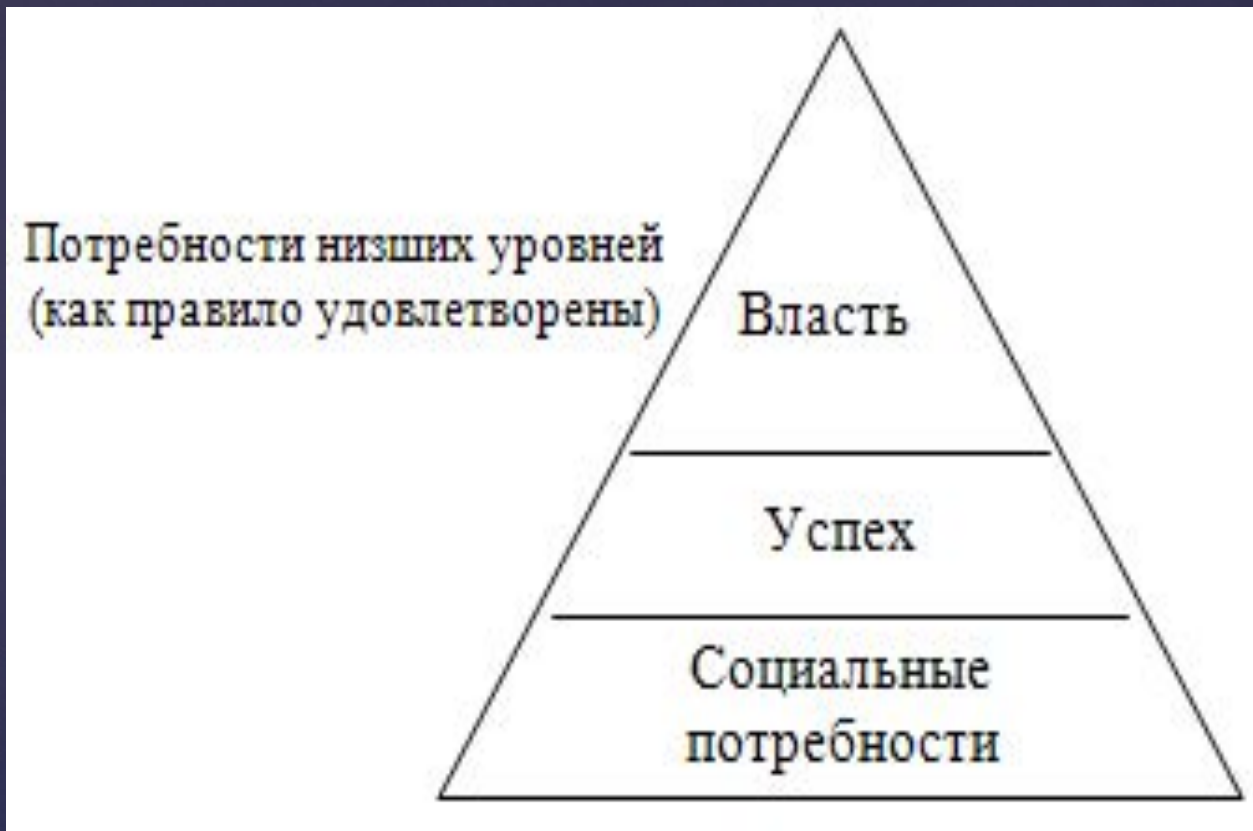 Потребности низших уровней
(как правило удовлетворены)
Власть
Успех
Социальные
потребности